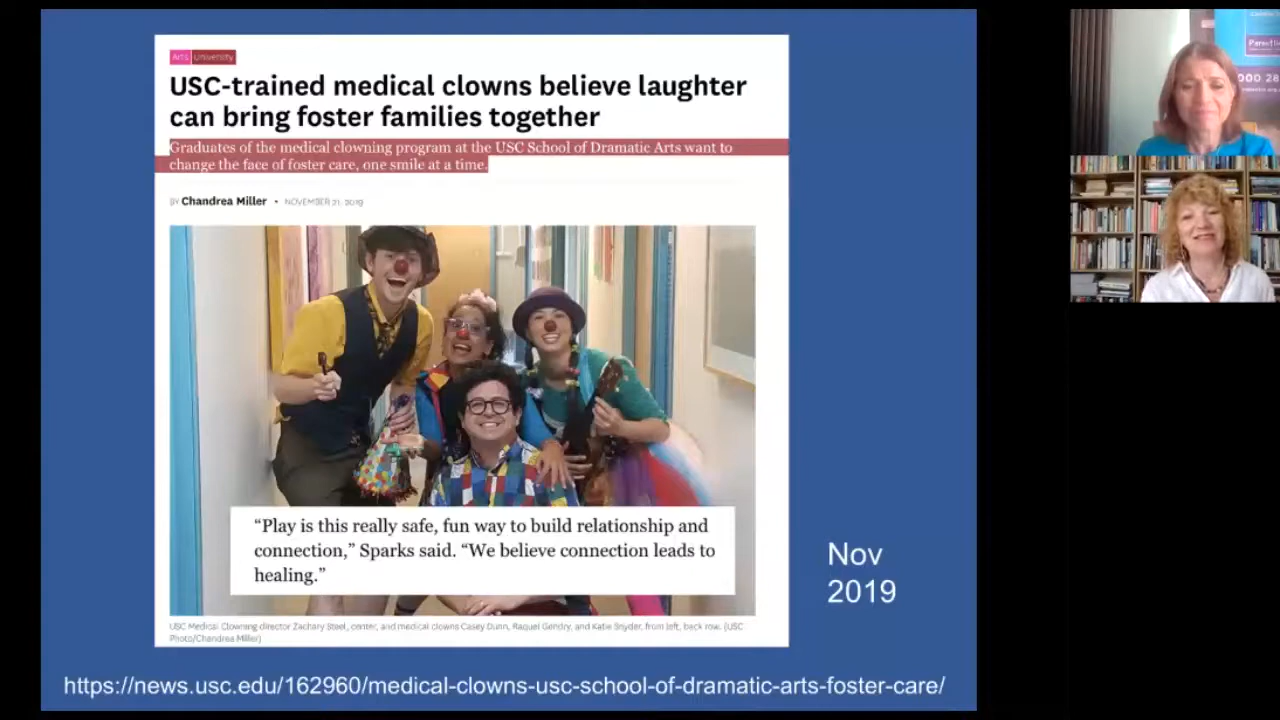 Arts University
USC-trained medical clowns believe laughter
can bring foster families together
Graduates of the medical clowning program at the USC School of Dramatic Arts want to
change the face of foster care, one smile at a time.
BY Chandrea Miller • NOVEMBER 21, 2019
“Play is this really safe, fun way to build relationship and
connection,” Sparks said. “We believe connection leads to
healing.”
USC Medical Clowning director Zachary Steel, center, and medical clowns Casey Dunn, Raquel Gendry, and Katie Snyder, from left, back row. (USC
Photo/Chandrea Miller)
Nov
2019
https://news.usc.edu/162960/medical-clowns-usc-school-of-dramatic-arts-foster-care/
000 28